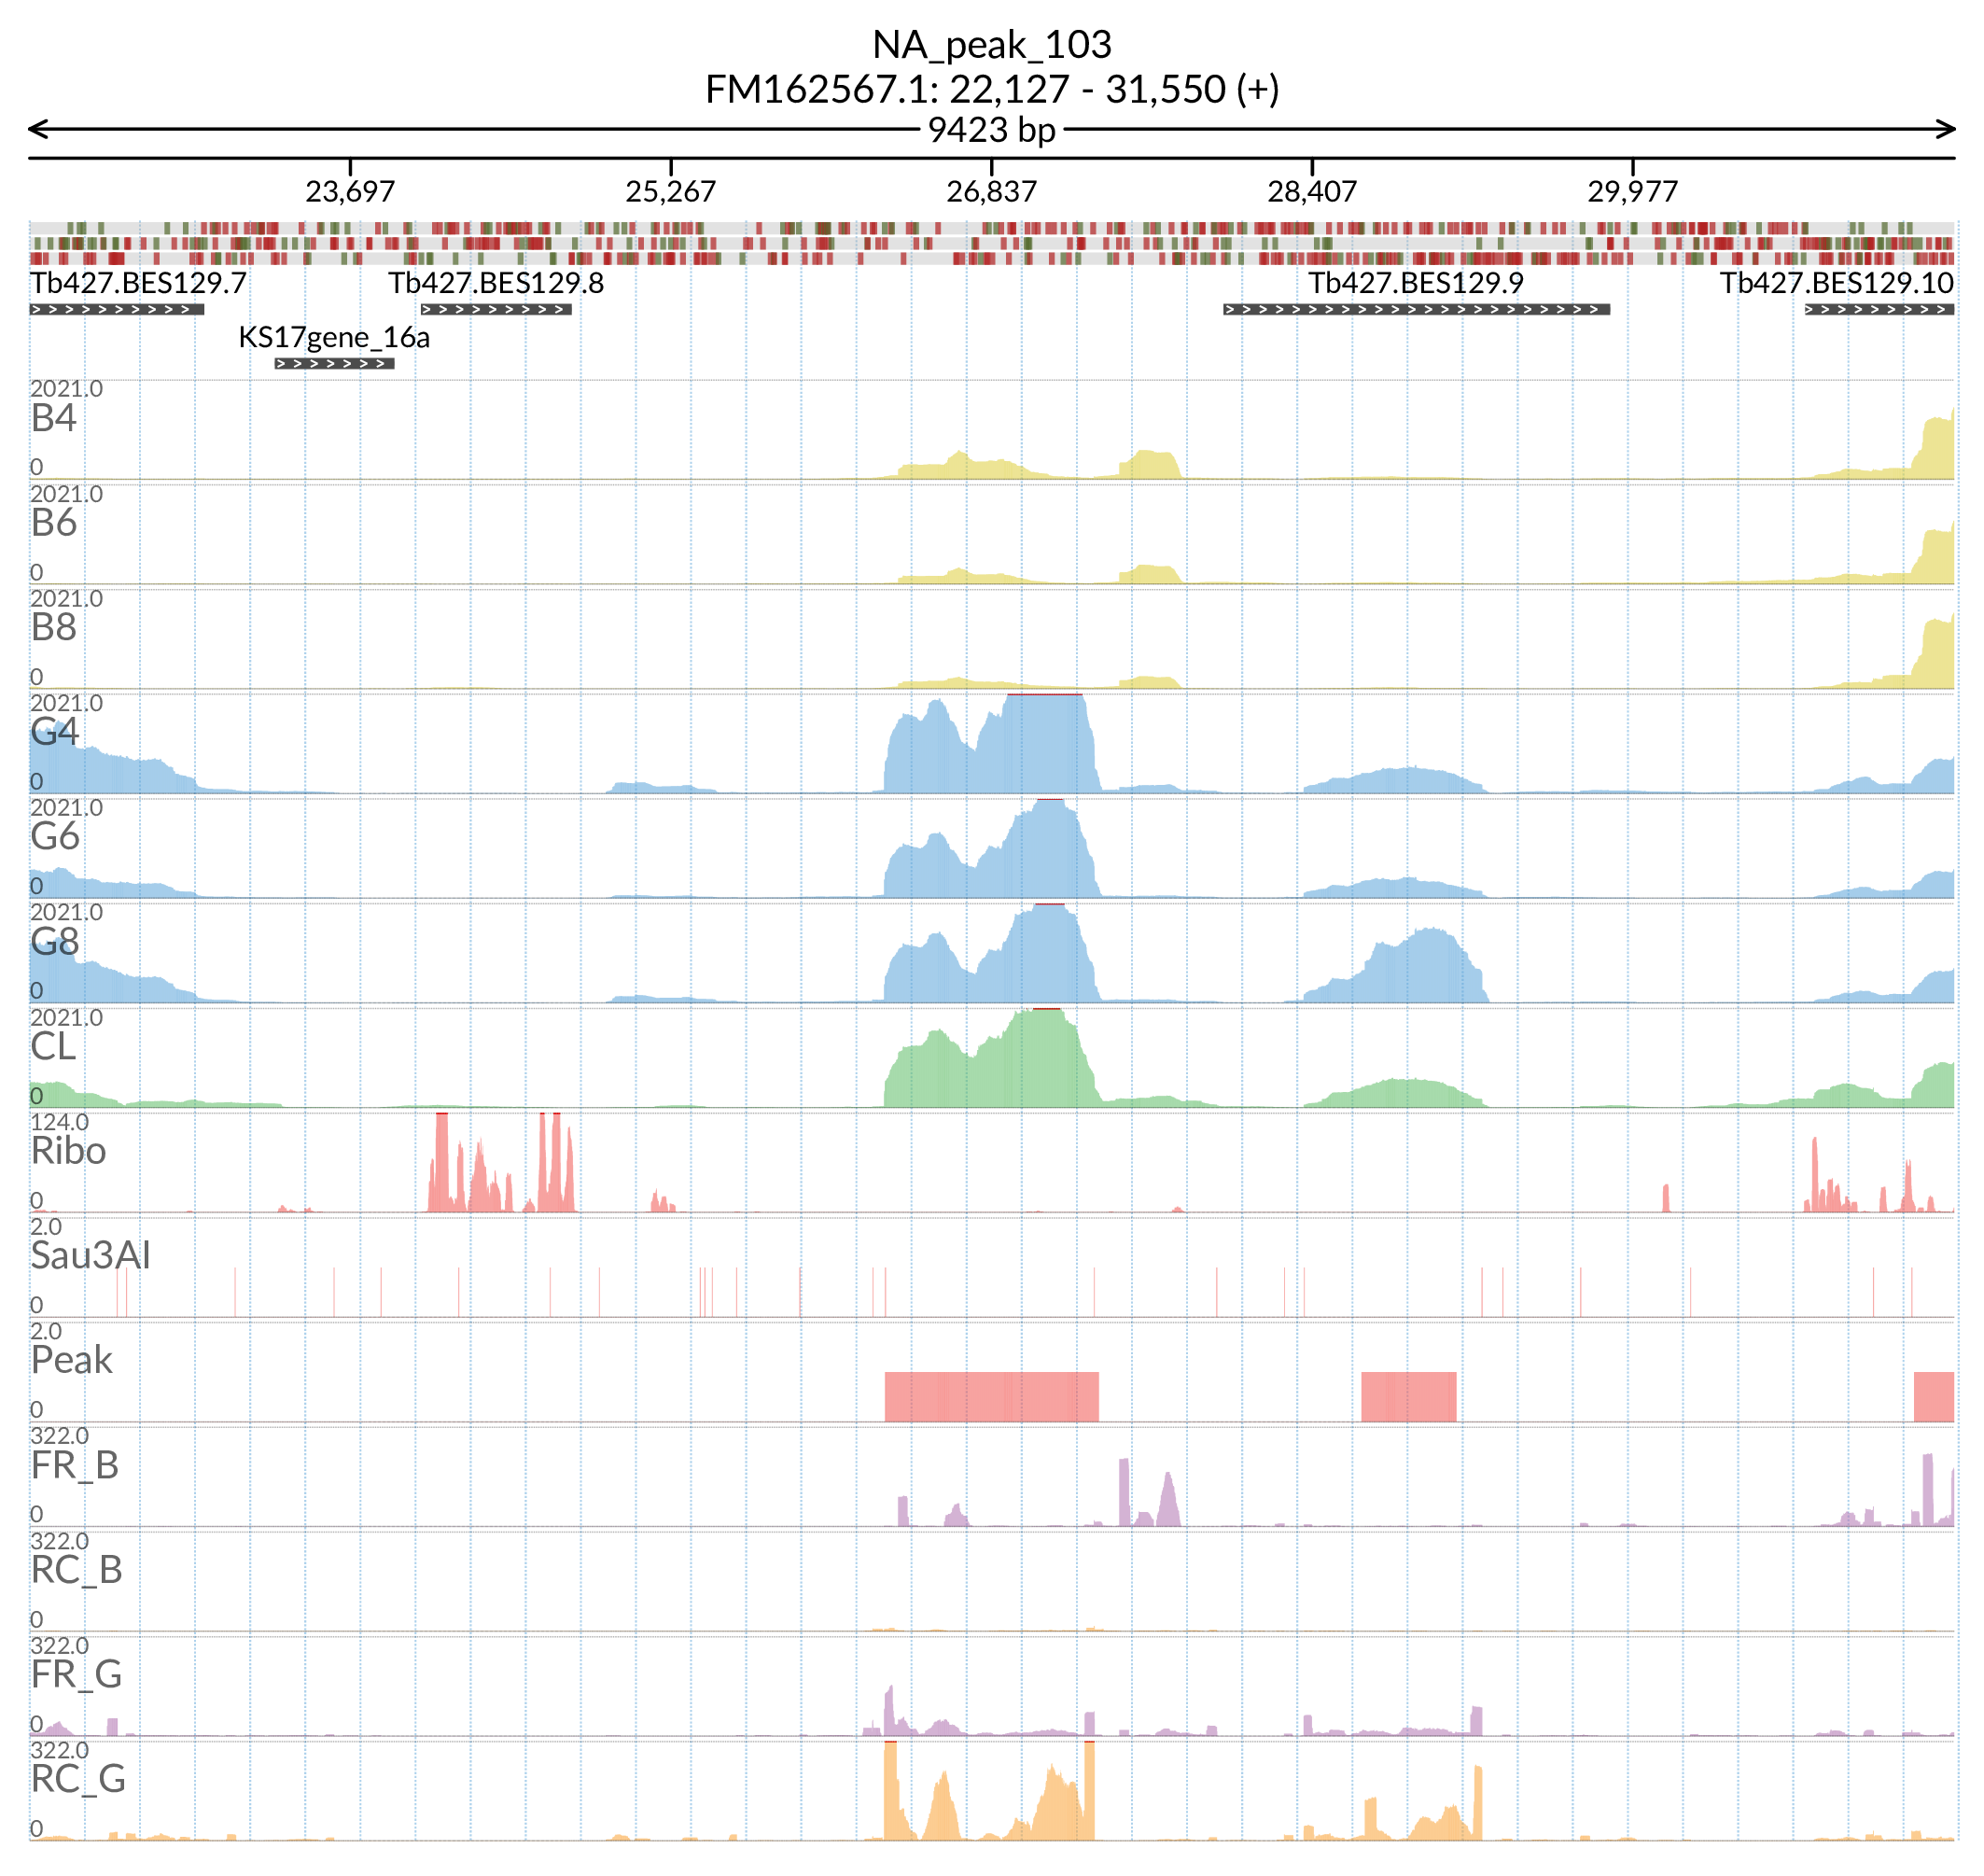 NA_peak_103
FM162567.1: 22,127 - 31,550 (+)
9423 bp
23,697 25,267 26,837 28,407 29,977
Tb427.BES129.7 Tb427.BES129.8 Tb427.BES129.9 Tb427.BES129.10
KS17gene_16a
2021.0
B4
0
2021.0
B6
0
2021.0
B8
0
2021.0
G4
0
2021.0
G6
0
2021.0
G8
0
2021.0
CL
0
124.0
Ribo
0
2.0
Sau3AI
0
2.0
Peak
0
322.0
FR_B
0
322.0
RC_B
0
322.0
FR_G
0
322.0
RC_G
0